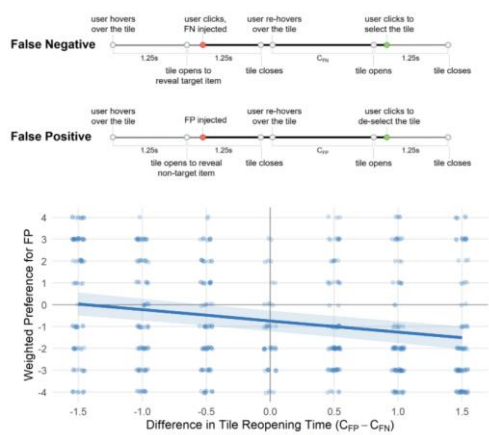 user hovers
over the tile
user clicks,
FN injected
user re-hovers
over the tile
user clicks to
select the tile
False Negative
1.25s
1.25s
C_FN
1.25s
tile opens to
reveal target item
tile closes
tile opens
tile closes
user hovers
over the tile
FP injected
user re-hovers
over the tile
user clicks to
de-select the tile
False Positive
1.25s
1.25s
C_FP
1.25s
tile opens to reveal
non-target item
tile closes
tile opens
tile closes
Weighted Preference for FP
4
3
2
1
0
-1
-2
-3
-4
-1.5
-1.0
-0.5
0.0
0.5
1.0
1.5
Difference in Tile Reopening Time (C_FP – C_FN)